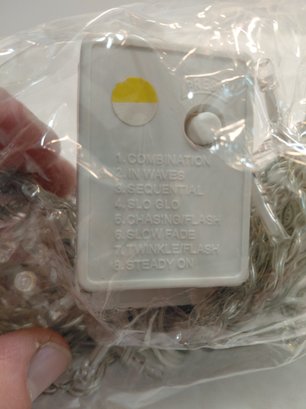 1. COMBINATION
2. IN WAVES
3. SEQUENTIAL
4. SLO GLO
5. CHASING/FLASH
6. SLOW FADE
7. TWINKLE/FLASH
8. STEADY ON